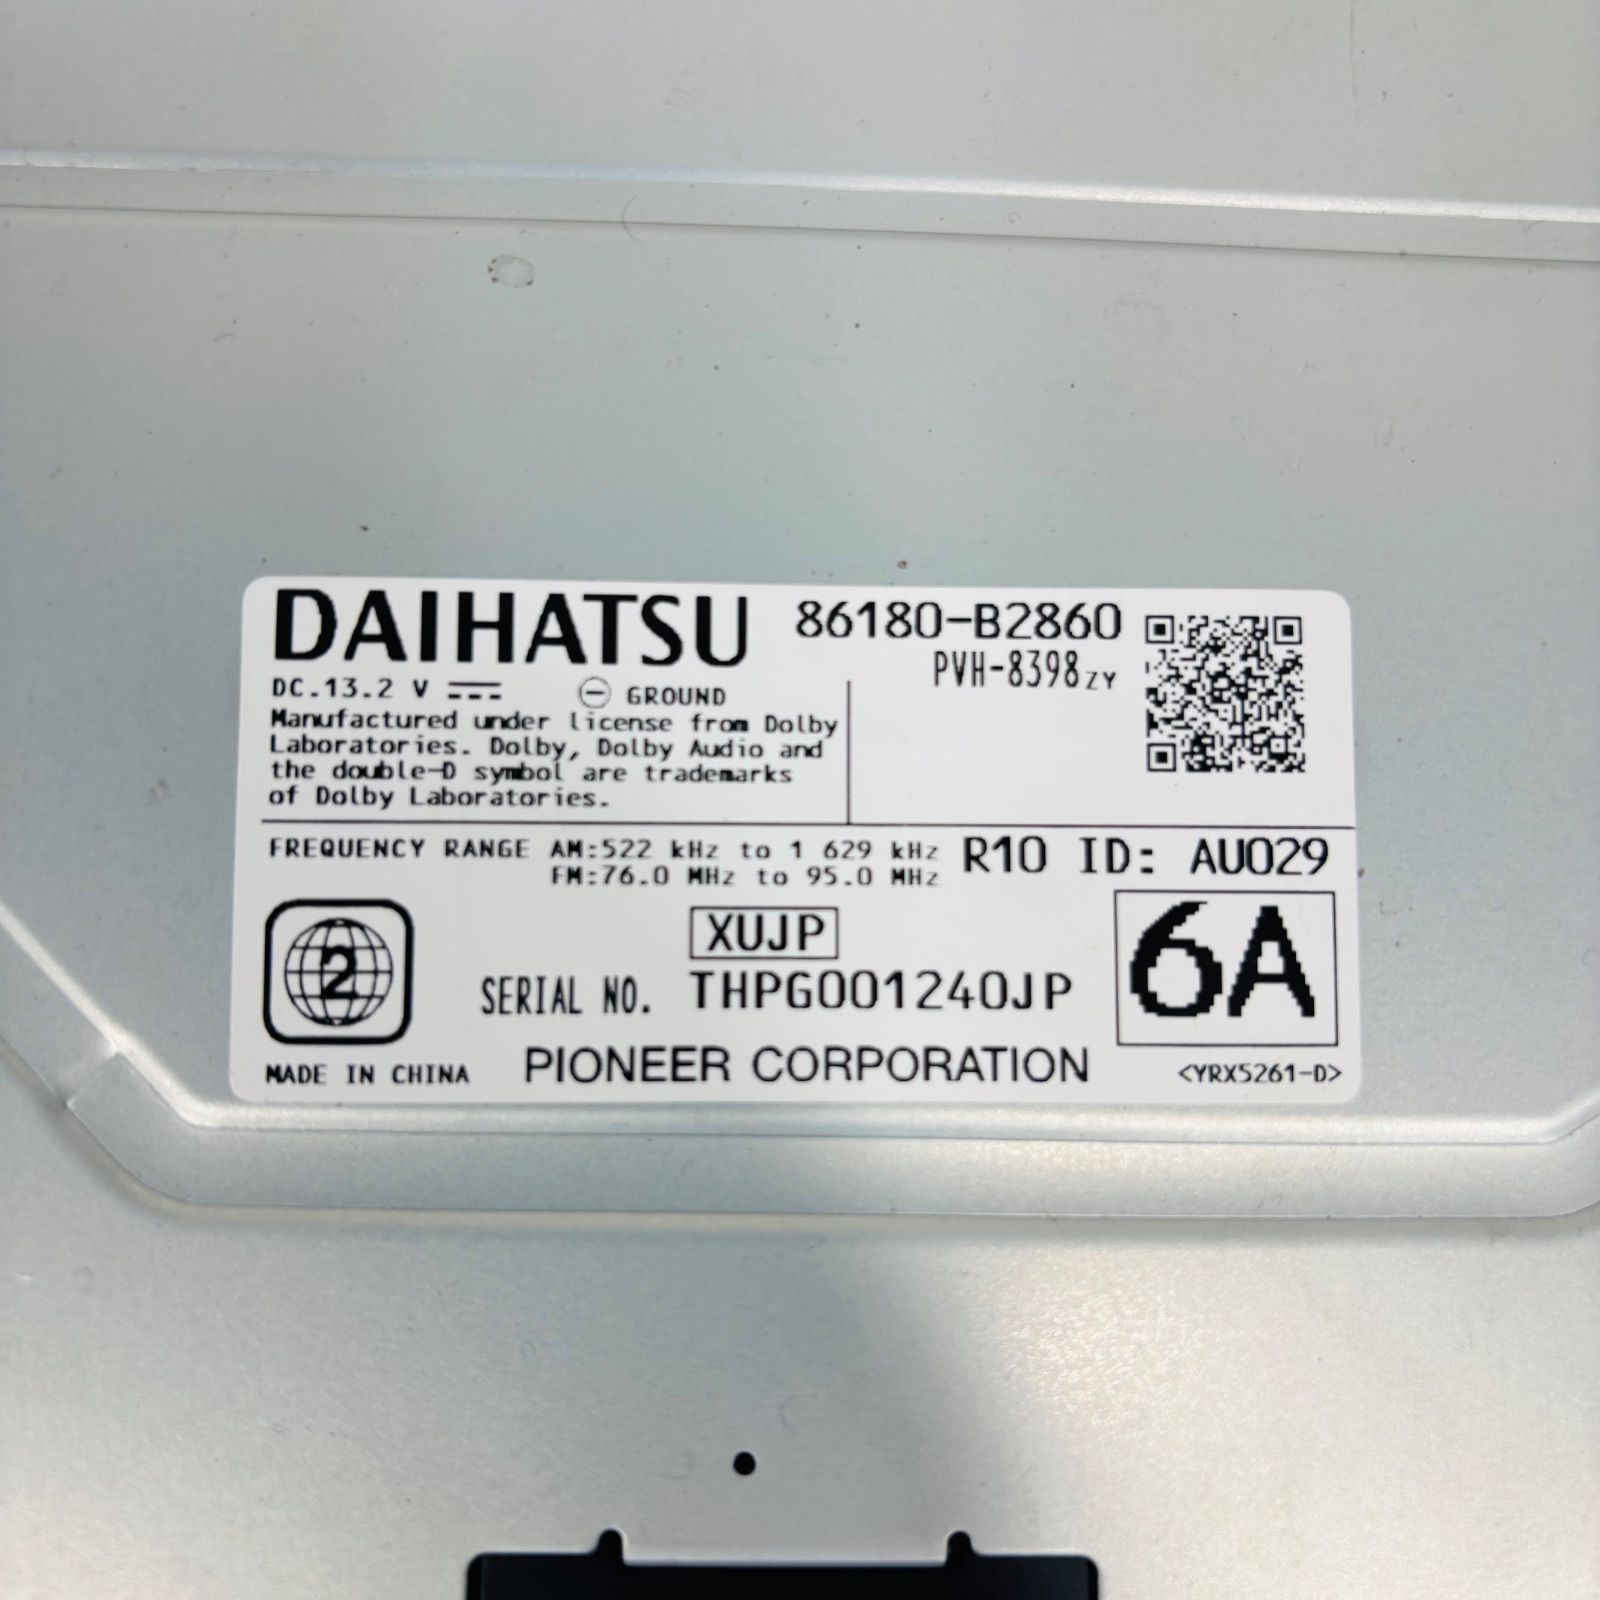 DAIHATSU 86180-B2860
PVH-8398ZY
DC.13.2 V GROUND
Manufactured under license from Dolby
Laboratories. Dolby, Dolby Audio and
the double-D symbol are trademarks
of Dolby Laboratories.
FREQUENCY RANGE AM:522 kHz to 1 629 kHz
FM:76.0 MHz to 95.0 MHz
R10 ID: AU029
2
XUJP
6A
SERIAL NO. THPG001240JP
MADE IN CHINA PIONEER CORPORATION <YRX5261-D>